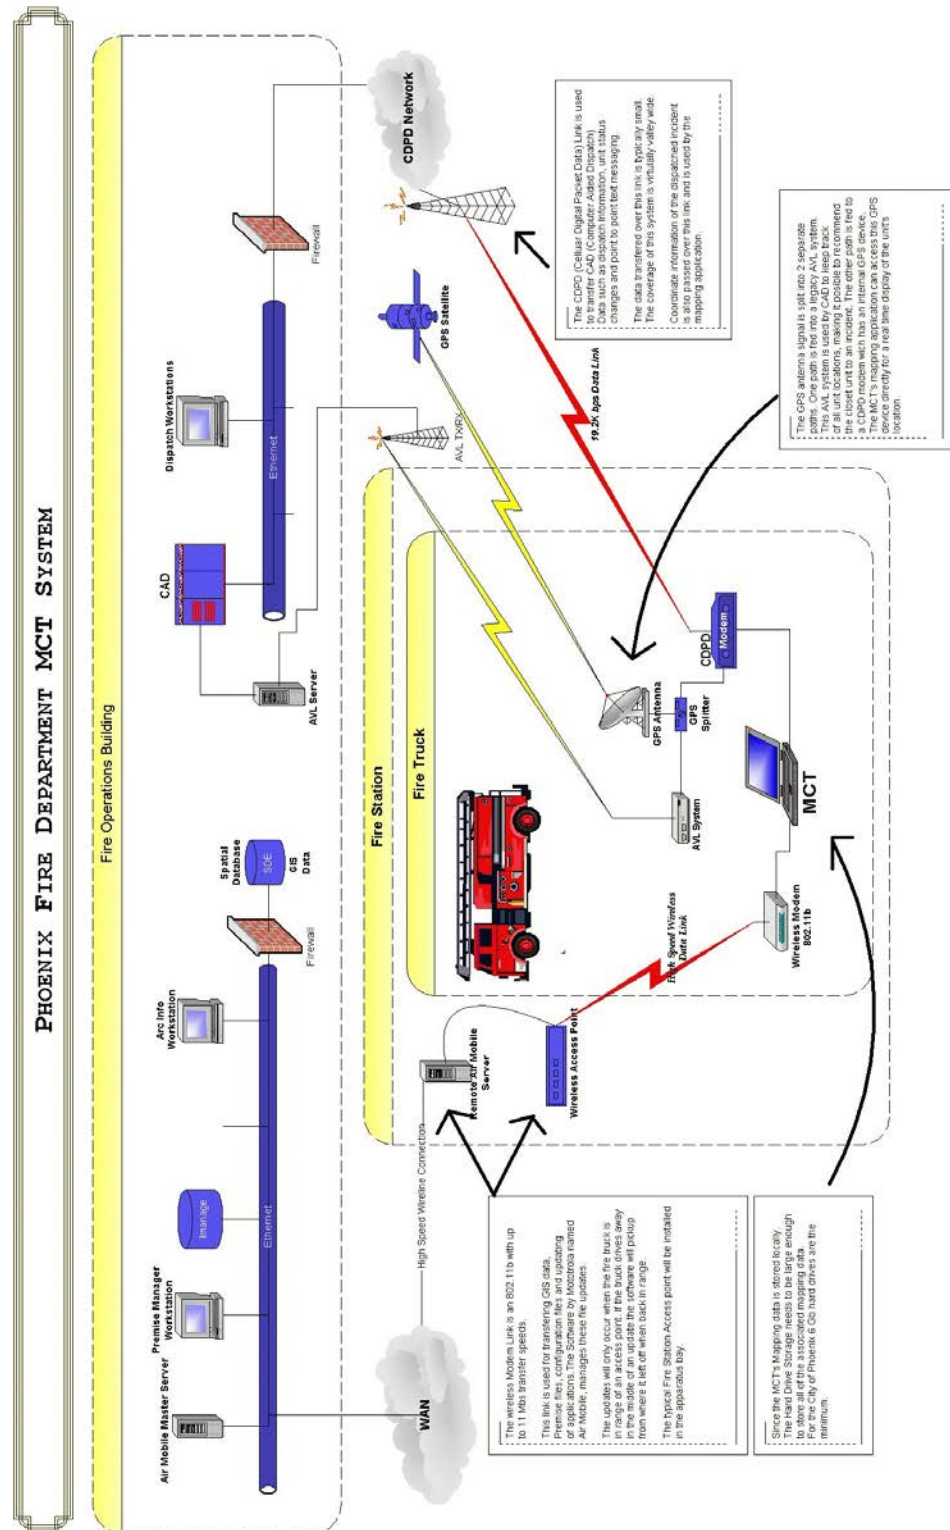 PHOENIX FIRE DEPARTMENT MCT SYSTEM
Fire Operations Building
Air Mobile Master Server
Premise Manager
Workstation
Imanage
Ethernet
Arc Info
Workstation
Firewall
Spatial
Database
SDE
GIS
Data
AVL Server
CAD
Dispatch Workstations
Ethernet
Firewall
WAN
High Speed Wireline Connection
CDPD Network
GPS Satellite
AVL TX/RX
19.2K bps Data Link
Fire Station
Remote Air Mobile
Server
Wireless Access Point
High Speed Wireless
Data Link
Fire Truck
Wireless Modem
802.11b
AVL System
GPS Antenna
GPS
Splitter
CDPD
Modem
MCT
The wireless Modem Link is an 802.11b with up
to 11 Mbs transfer speeds.
This link is used for transfering GIS data,
Premise files, configuration files and updating
of applications. The Software by Mototrola named
Air Mobile, manages these file updates.
The updates will only occur when the fire truck is
in range of an access point. If the truck drives away
in the middle of an update the software will pickup
from where it left off when back in range.
The typical Fire Station Access point will be installed
in the apparatus bay.
Since the MCT's Mapping data is stored locally.
The Hard Drive Storage needs to be large enough
to store all of the associated mapping data.
For the City of Phoenix 6 Gb hard drives are the
minimum.
The CDPD (Celluar Digital Packet Data) Link is used
to transfer CAD (Computer Aided Dispatch)
Data such as dispatch Information, unit status
changes and point to point text messaging.
The data transfered over this link is typically small.
The coverage of this system is virtulally valley wide.
Coordinate information of the dispatched incident
is also passed over this link and is used by the
mapping application.
The GPS antenna signal is split into 2 separate
paths. One path is fed into a legacy AVL system.
This AVL system is used by CAD to keep track
of all unit locations, making it posible to recommend
the closet unit to an incident. The other path is fed to
a CDPD modem wich has an internal GPS device.
The MCT's mapping application can access this GPS
device directly for a real time display of the unit's
location.